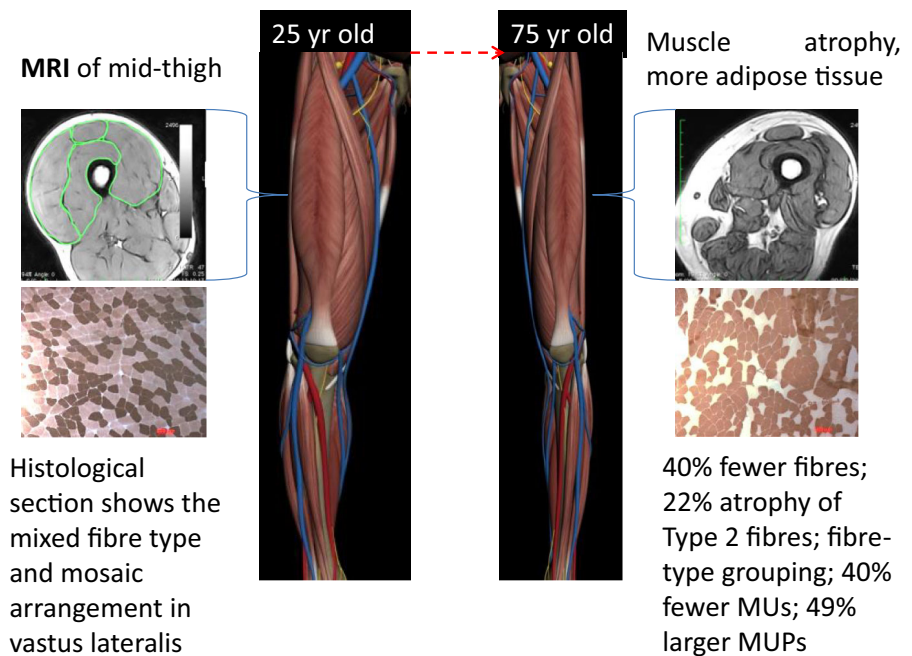 25 yr old
75 yr old
MRI of mid-thigh
Muscle atrophy,
more adipose tissue
2496
24
Histological
section shows the
mixed fibre type
and mosaic
arrangement in
vastus lateralis
40% fewer fibres;
22% atrophy of
Type 2 fibres; fibre-
type grouping; 40%
fewer MUs; 49%
larger MUPs